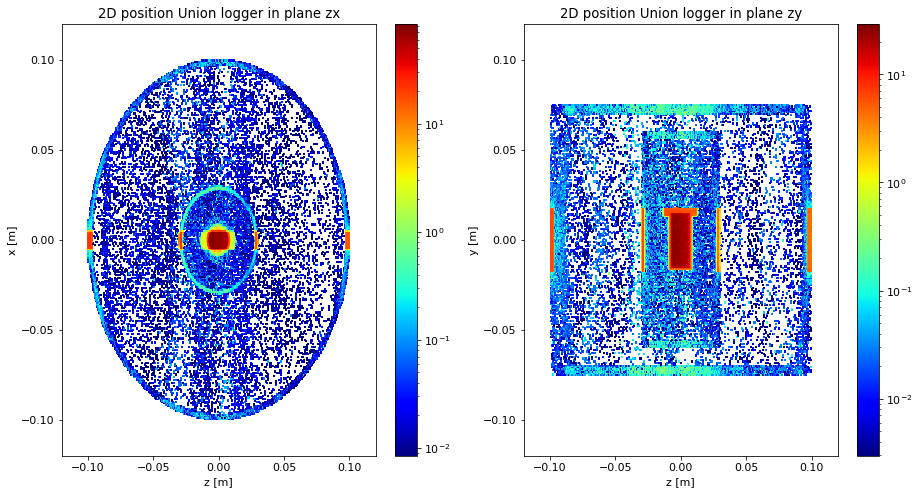 2D position Union logger in plane zx
0.10
0.05
0.00
−0.05
−0.10
x [m]
−0.10 −0.05 0.00 0.05 0.10
z [m]
10¹
10⁰
10⁻¹
10⁻²
2D position Union logger in plane zy
0.10
0.05
0.00
−0.05
−0.10
y [m]
−0.10 −0.05 0.00 0.05 0.10
z [m]
10¹
10⁰
10⁻¹
10⁻²